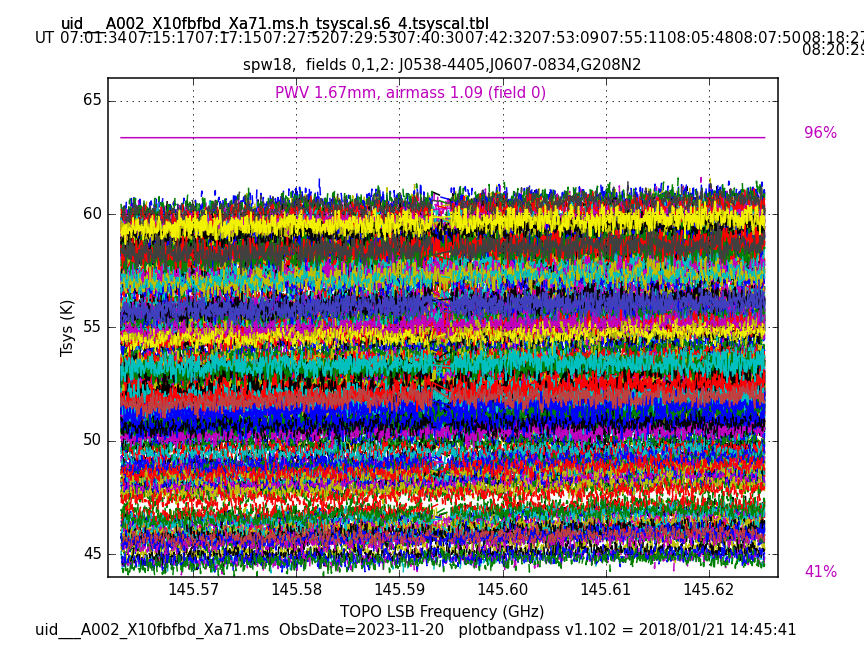 uid___A002_X10fbfbd_Xa71.ms.h_tsyscal.s6_4.tsyscal.tbl
UT 07:01:34 07:15:17 07:17:15 07:27:52 07:29:53 07:40:30 07:42:32 07:53:09 07:55:11 08:05:48 08:07:50 08:18:27
08:20:29
spw18, fields 0,1,2: J0538-4405,J0607-0834,G208N2
PWV 1.67mm, airmass 1.09 (field 0)
65
96%
60
55
Tsys (K)
50
45
41%
145.57 145.58 145.59 145.60 145.61 145.62
TOPO LSB Frequency (GHz)
uid___A002_X10fbfbd_Xa71.ms ObsDate=2023-11-20 plotbandpass v1.102 = 2018/01/21 14:45:41